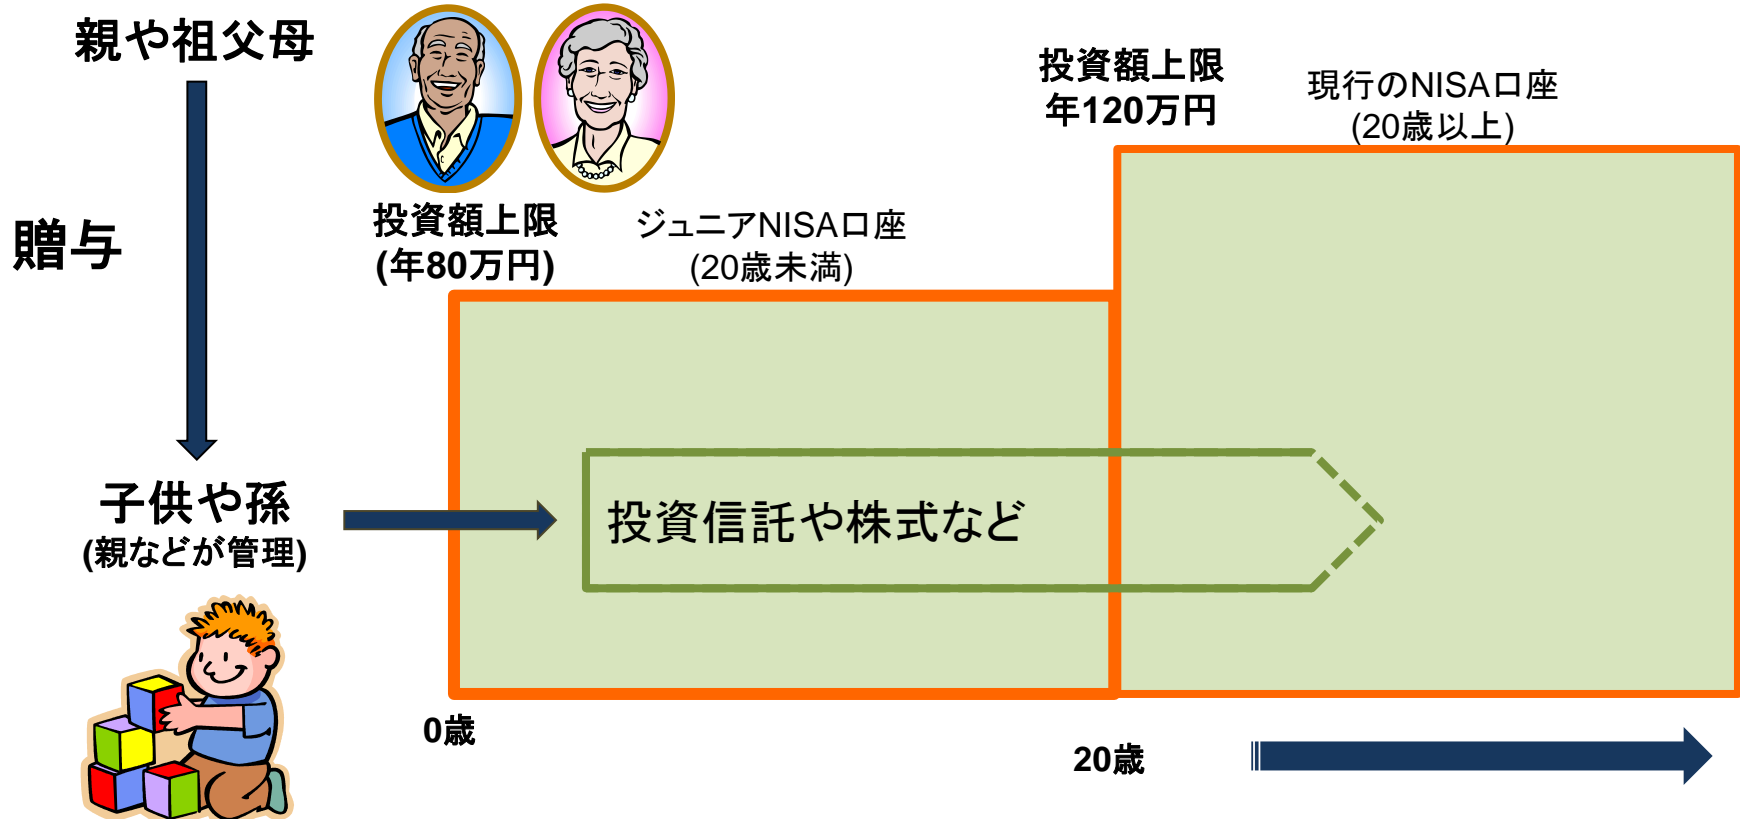 親や祖父母
贈与
子供や孫
(親などが管理)
投資額上限
(年80万円)
ジュニアNISA口座
(20歳未満)
投資額上限
年120万円
現行のNISA口座
(20歳以上)
投資信託や株式など
0歳
20歳